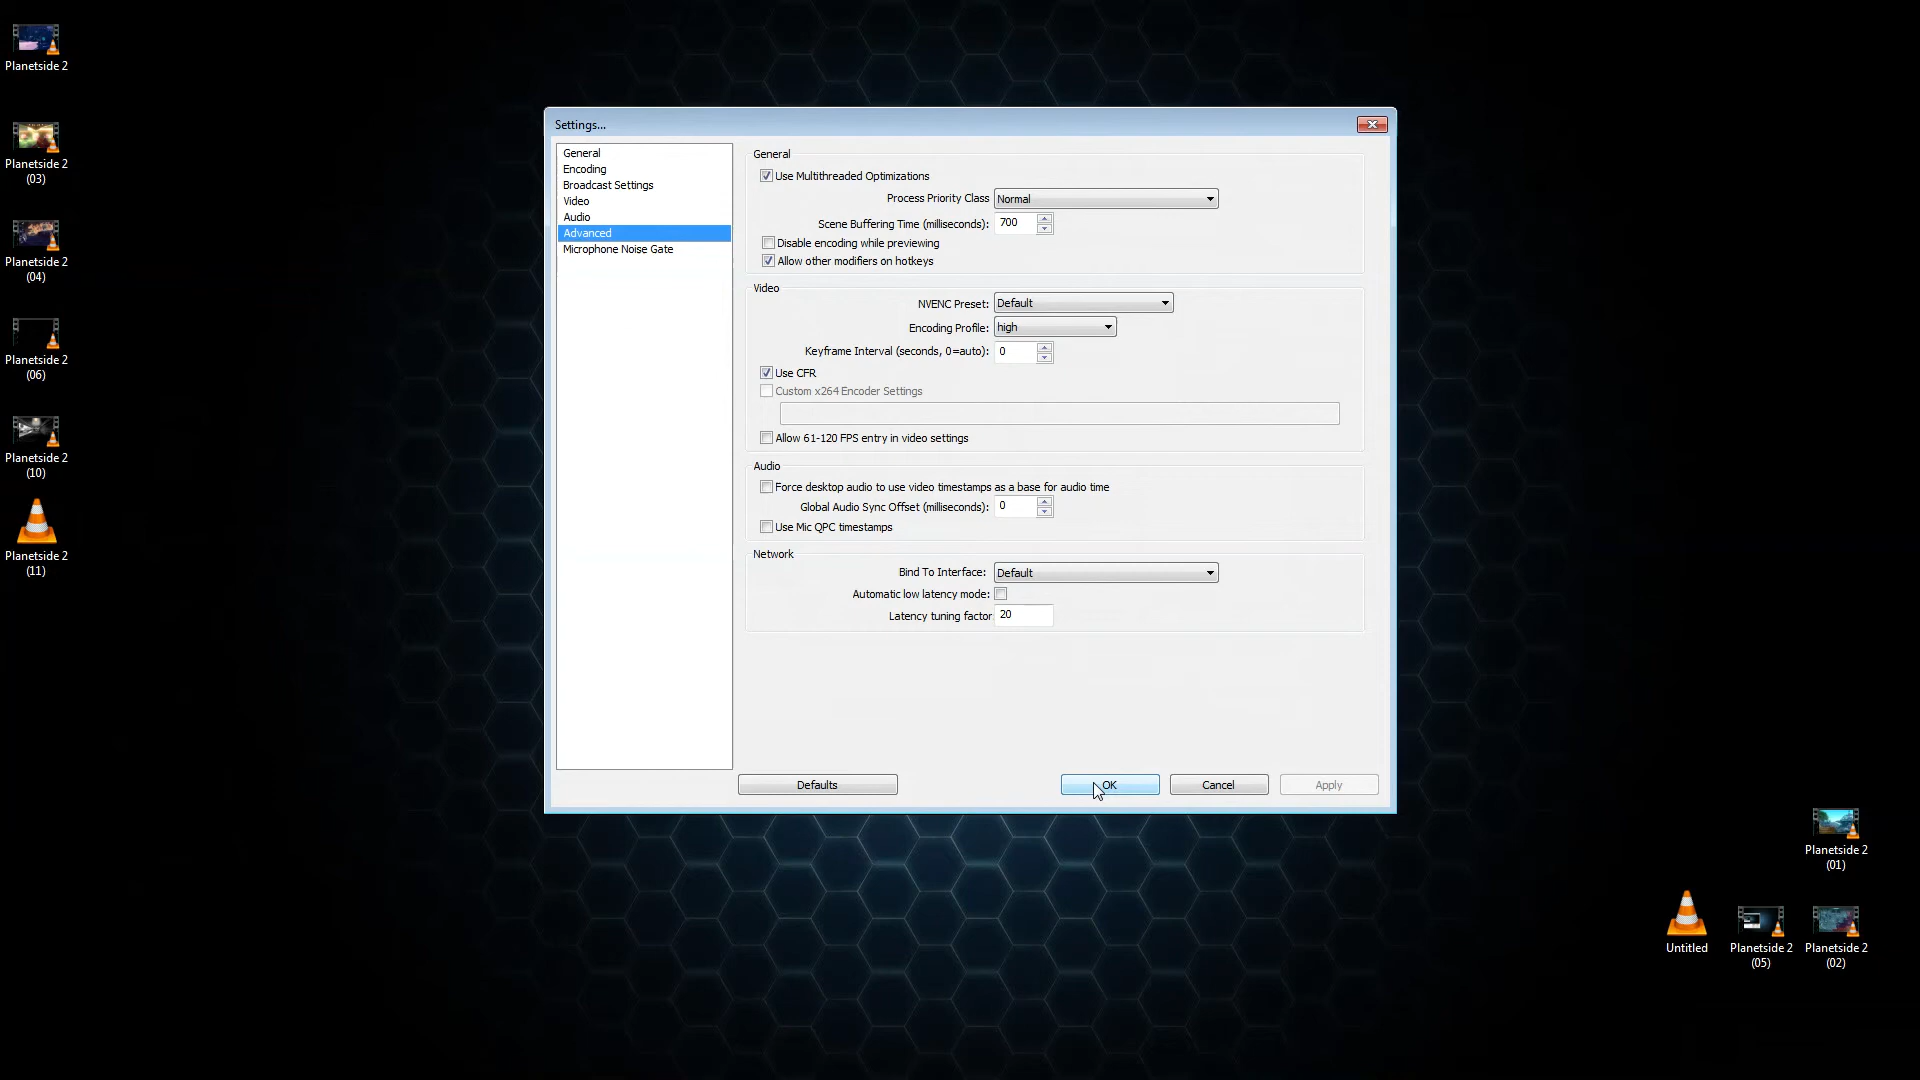 Planetside 2
Planetside 2
(03)
Planetside 2
(04)
Planetside 2
(06)
Planetside 2
(10)
Planetside 2
(11)
Settings...
General
Encoding
Broadcast Settings
Video
Audio
Advanced
Microphone Noise Gate
General
Use Multithreaded Optimizations
Process Priority Class Normal
Scene Buffering Time (milliseconds): 700
Disable encoding while previewing
Allow other modifiers on hotkeys
Video
NVENC Preset: Default
Encoding Profile: high
Keyframe Interval (seconds, 0=auto): 0
Use CFR
Custom x264 Encoder Settings
Allow 61-120 FPS entry in video settings
Audio
Force desktop audio to use video timestamps as a base for audio time
Global Audio Sync Offset (milliseconds): 0
Use Mic QPC timestamps
Network
Bind To Interface: Default
Automatic low latency mode:
Latency tuning factor 20
Defaults OK Cancel Apply
Planetside 2
(01)
Untitled
Planetside 2
(05)
Planetside 2
(02)